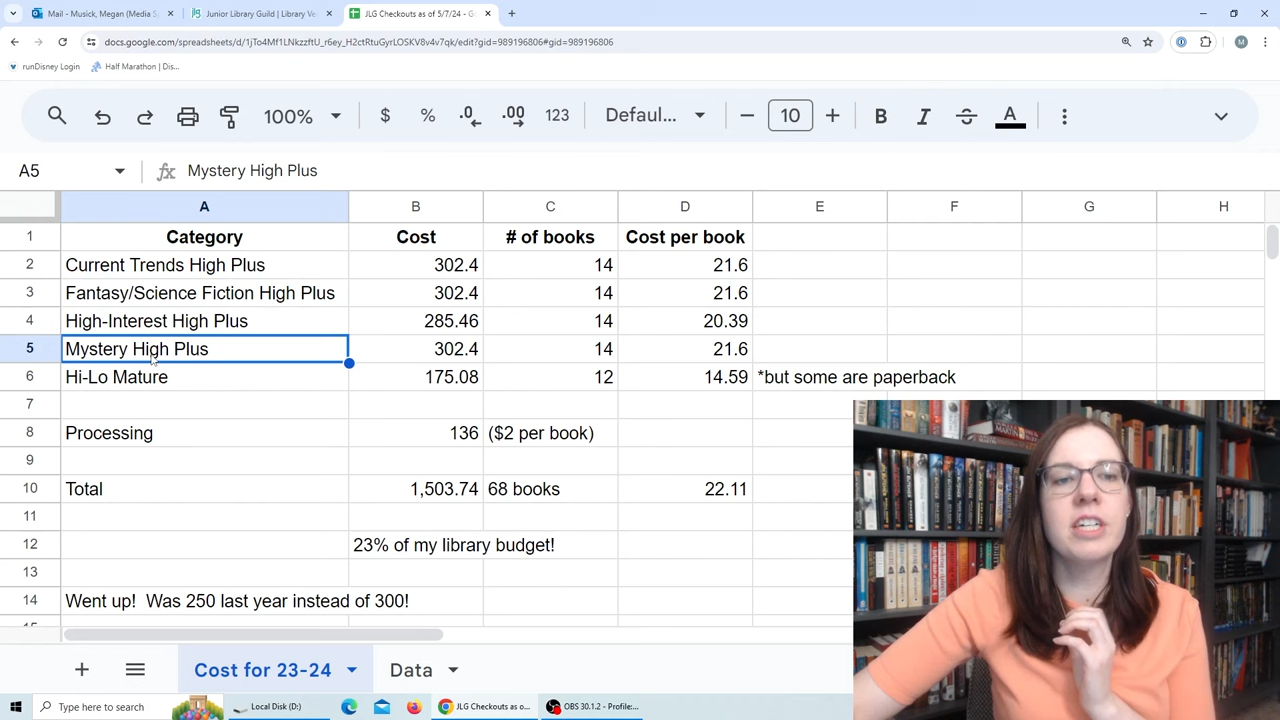 Mail - Musick, Megan (Media S
Junior Library Guild | Library Ve
JLG Checkouts as of 5/7/24 - G
docs.google.com/spreadsheets/d/1jTo4Mf1LNkzzftU_r6ey_H2ctRtuGyrLOSKV8v4v7qk/edit?gid=989196806#gid=989196806
M
runDisney Login
Half Marathon | Dis...
100%
$
%
.0
.00
123
Defaul...
10
B
I
S
A
A5
fx
Mystery High Plus
A B C D E F G H
1 Category Cost # of books Cost per book
2 Current Trends High Plus 302.4 14 21.6
3 Fantasy/Science Fiction High Plus 302.4 14 21.6
4 High-Interest High Plus 285.46 14 20.39
5 Mystery High Plus 302.4 14 21.6
6 Hi-Lo Mature 175.08 12 14.59 *but some are paperback
7
8 Processing 136 ($2 per book)
9
10 Total 1,503.74 68 books 22.11
11
12 23% of my library budget!
13
14 Went up! Was 250 last year instead of 300!
Cost for 23-24
Data
Type here to search
Local Disk (D:)
JLG Checkouts as o...
OBS 30.1.2 - Profile:...